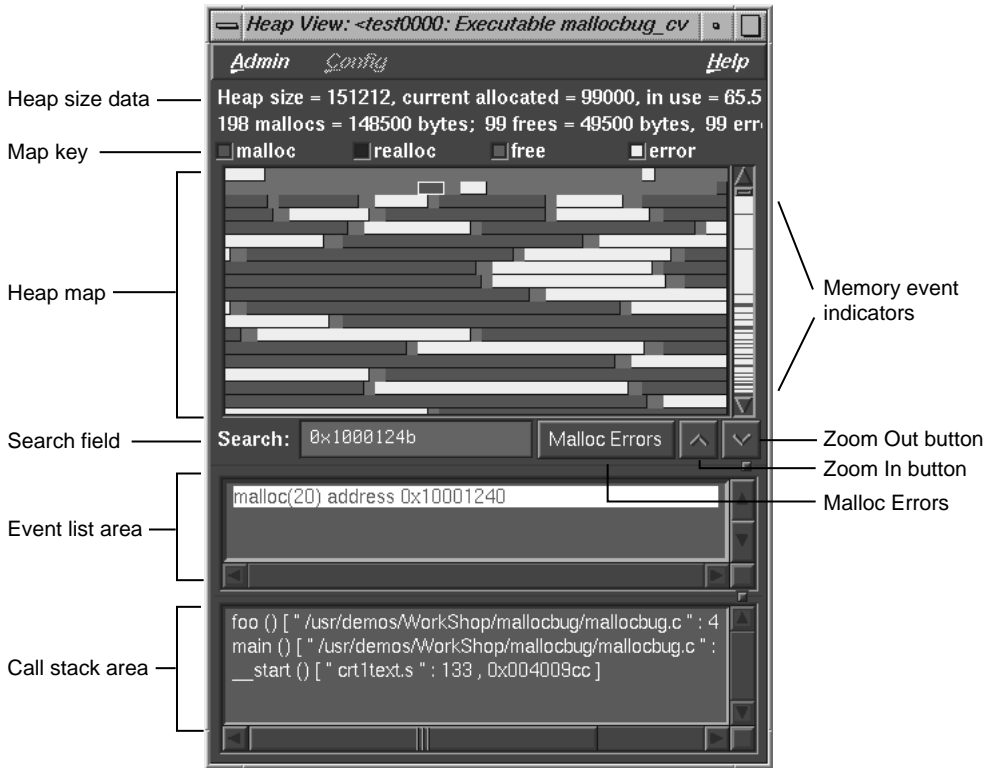 Heap View: <test0000: Executable mallocbug_cv
Admin Config Help
Heap size data
Heap size = 151212, current allocated = 99000, in use = 65.5
198 mallocs = 148500 bytes; 99 frees = 49500 bytes, 99 err
Map key
malloc realloc free error
Heap map
Memory event
indicators
Search field
Search: 0x1000124b Malloc Errors
Zoom Out button
Zoom In button
Malloc Errors
Event list area
malloc(20) address 0x10001240
Call stack area
foo () [ " /usr/demos/WorkShop/mallocbug/mallocbug.c " : 4
main () [ " /usr/demos/WorkShop/mallocbug/mallocbug.c " :
__start () [ " crt1text.s " : 133 , 0x004009cc ]